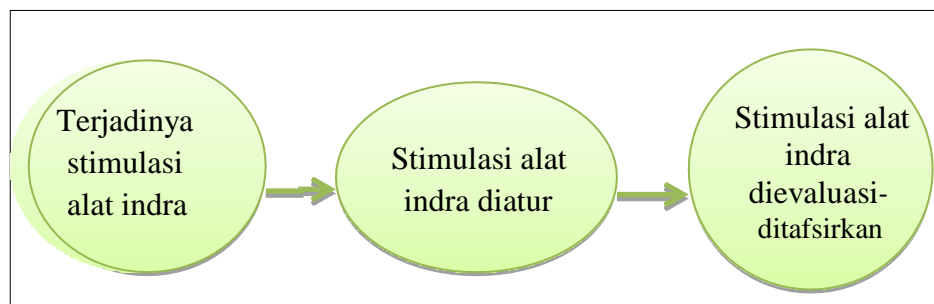 Terjadinya
stimulasi
alat indra
Stimulasi alat
indra diatur
Stimulasi alat
indra
dievaluasi-
ditafsirkan